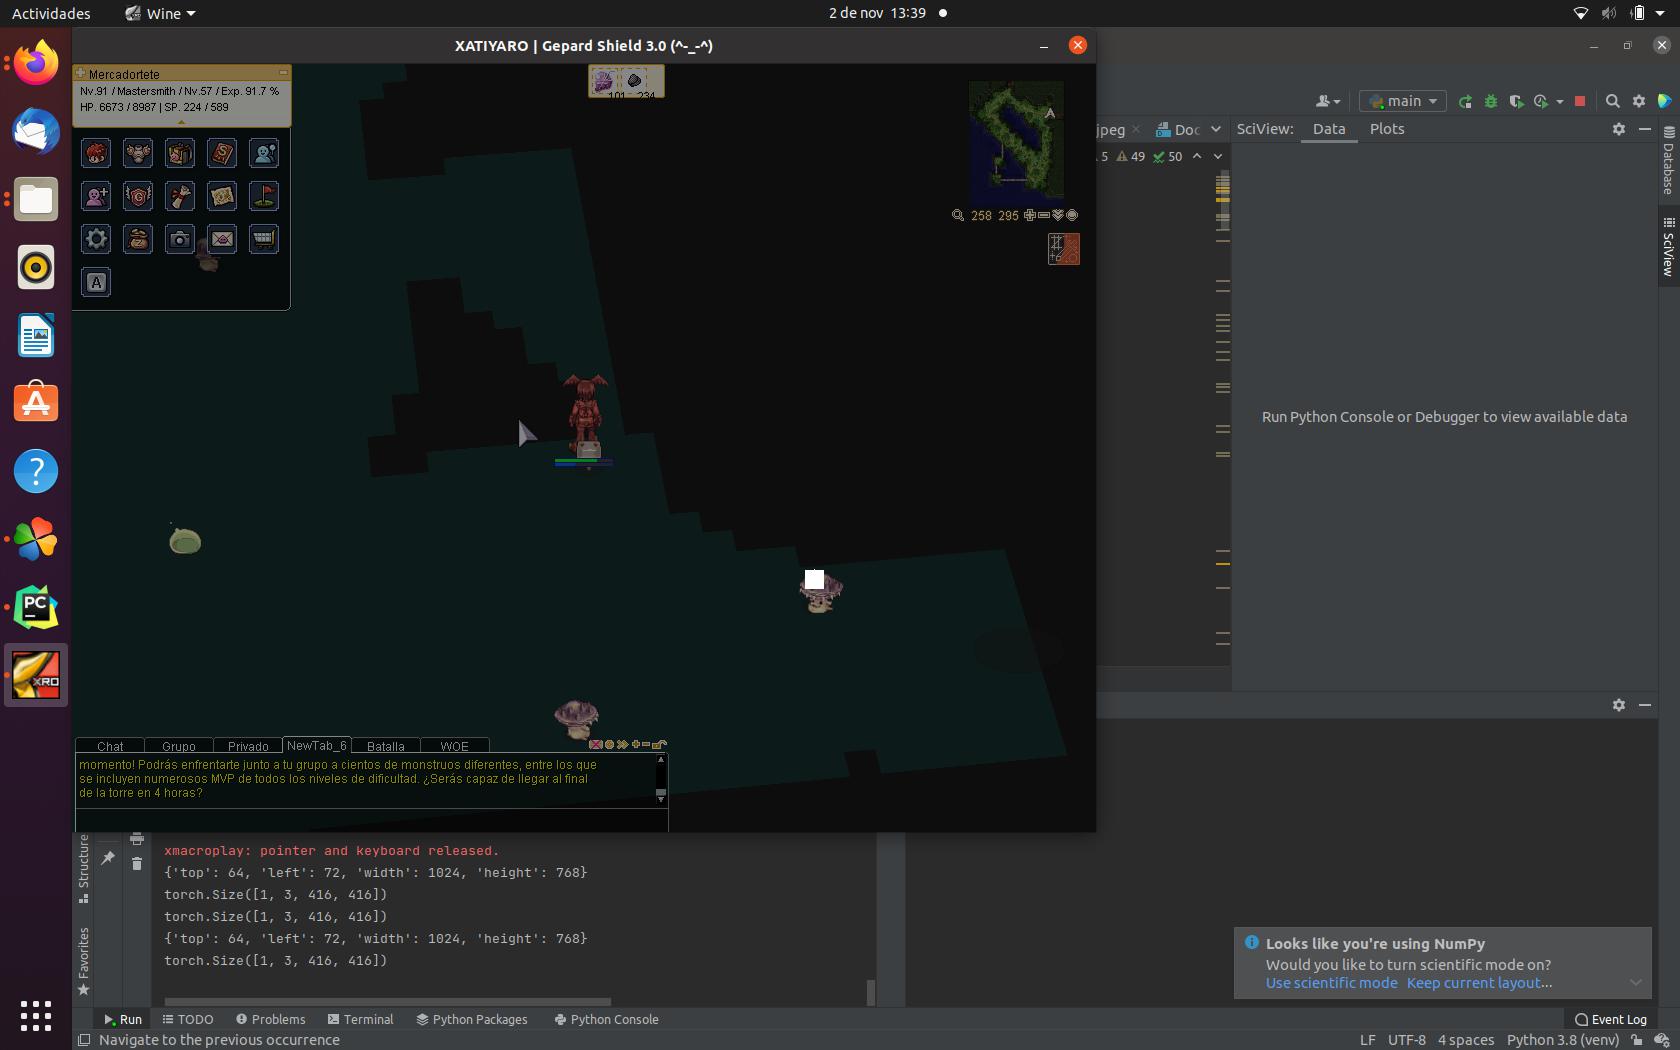 Actividades
Wine
2 de nov 13:39
XATIYARO | Gepard Shield 3.0 (^-_-^)
Mercadortete
Nv.91 / Mastersmith / Nv.57 / Exp. 91.7 %
HP. 6673 / 8987 | SP. 224 / 589
101 234
A
258 295
A
XRO
PC
Chat
Grupo
Privado
NewTab_6
Batalla
WOE
momento! Podrás enfrentarte junto a tu grupo a cientos de monstruos diferentes, entre los que
se incluyen numerosos MVP de todos los niveles de dificultad. ¿Serás capaz de llegar al final
de la torre en 4 horas?
main
jpeg
Doc
SciView:
Data
Plots
5
49
50
Database
SciView
Run Python Console or Debugger to view available data
Structure
Favorites
xmacroplay: pointer and keyboard released.
{'top': 64, 'left': 72, 'width': 1024, 'height': 768}
torch.Size([1, 3, 416, 416])
torch.Size([1, 3, 416, 416])
{'top': 64, 'left': 72, 'width': 1024, 'height': 768}
torch.Size([1, 3, 416, 416])
Looks like you're using NumPy
Would you like to turn scientific mode on?
Use scientific mode Keep current layout...
Run
TODO
Problems
Terminal
Python Packages
Python Console
Event Log
Navigate to the previous occurrence
LF UTF-8 4 spaces Python 3.8 (venv)